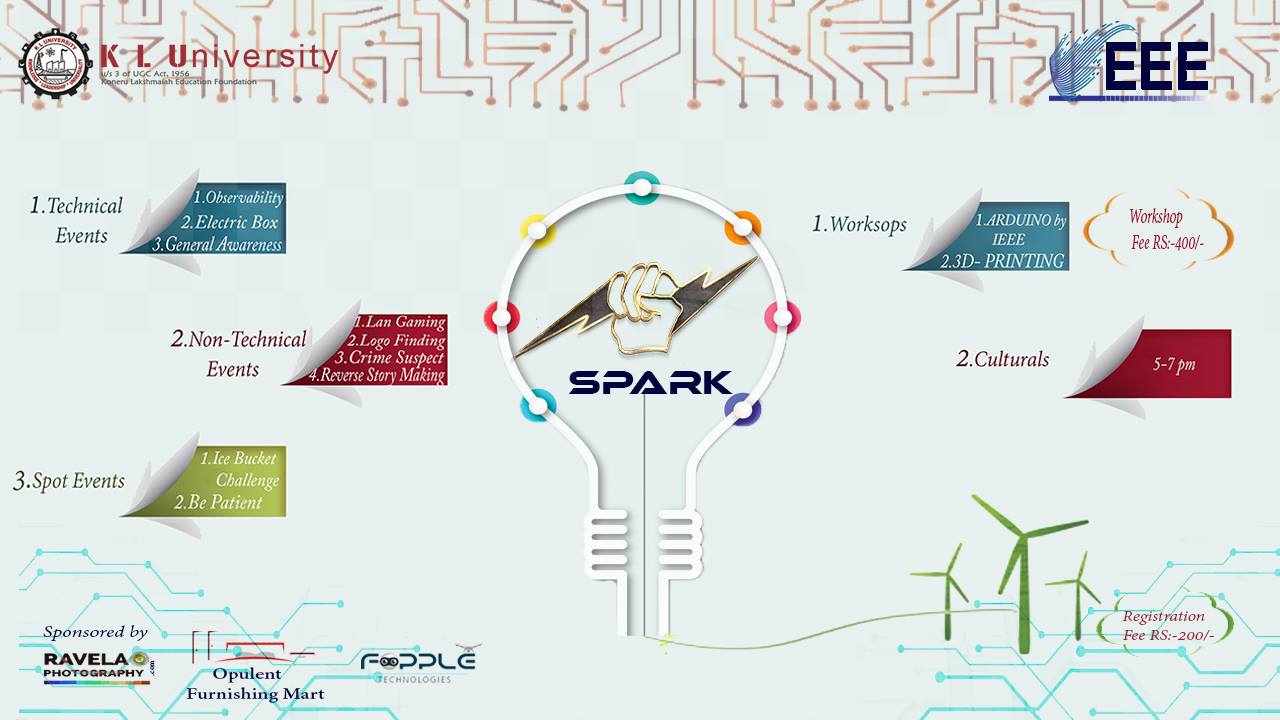 K L University
u/s 3 of UGC Act, 1956
Koneru Lakshmaiah Education Foundation
EEE
1.Technical
Events
1.Observability
2.Electric Box
3.General Awareness
2.Non-Technical
Events
1.Lan Gaming
2.Logo Finding
3.Crime Suspect
4.Reverse Story Making
3.Spot Events
1.Ice Bucket
Challenge
2.Be Patient
SPARK
1.Worksops
1.ARDUINO by
IEEE
2.3D- PRINTING
Workshop
Fee RS:-400/-
2.Culturals
5-7 pm
Registration
Fee RS:-200/-
Sponsored by
RAVELA
PHOTOGRAPHY.com
Opulent
Furnishing Mart
FOPPLE
TECHNOLOGIES